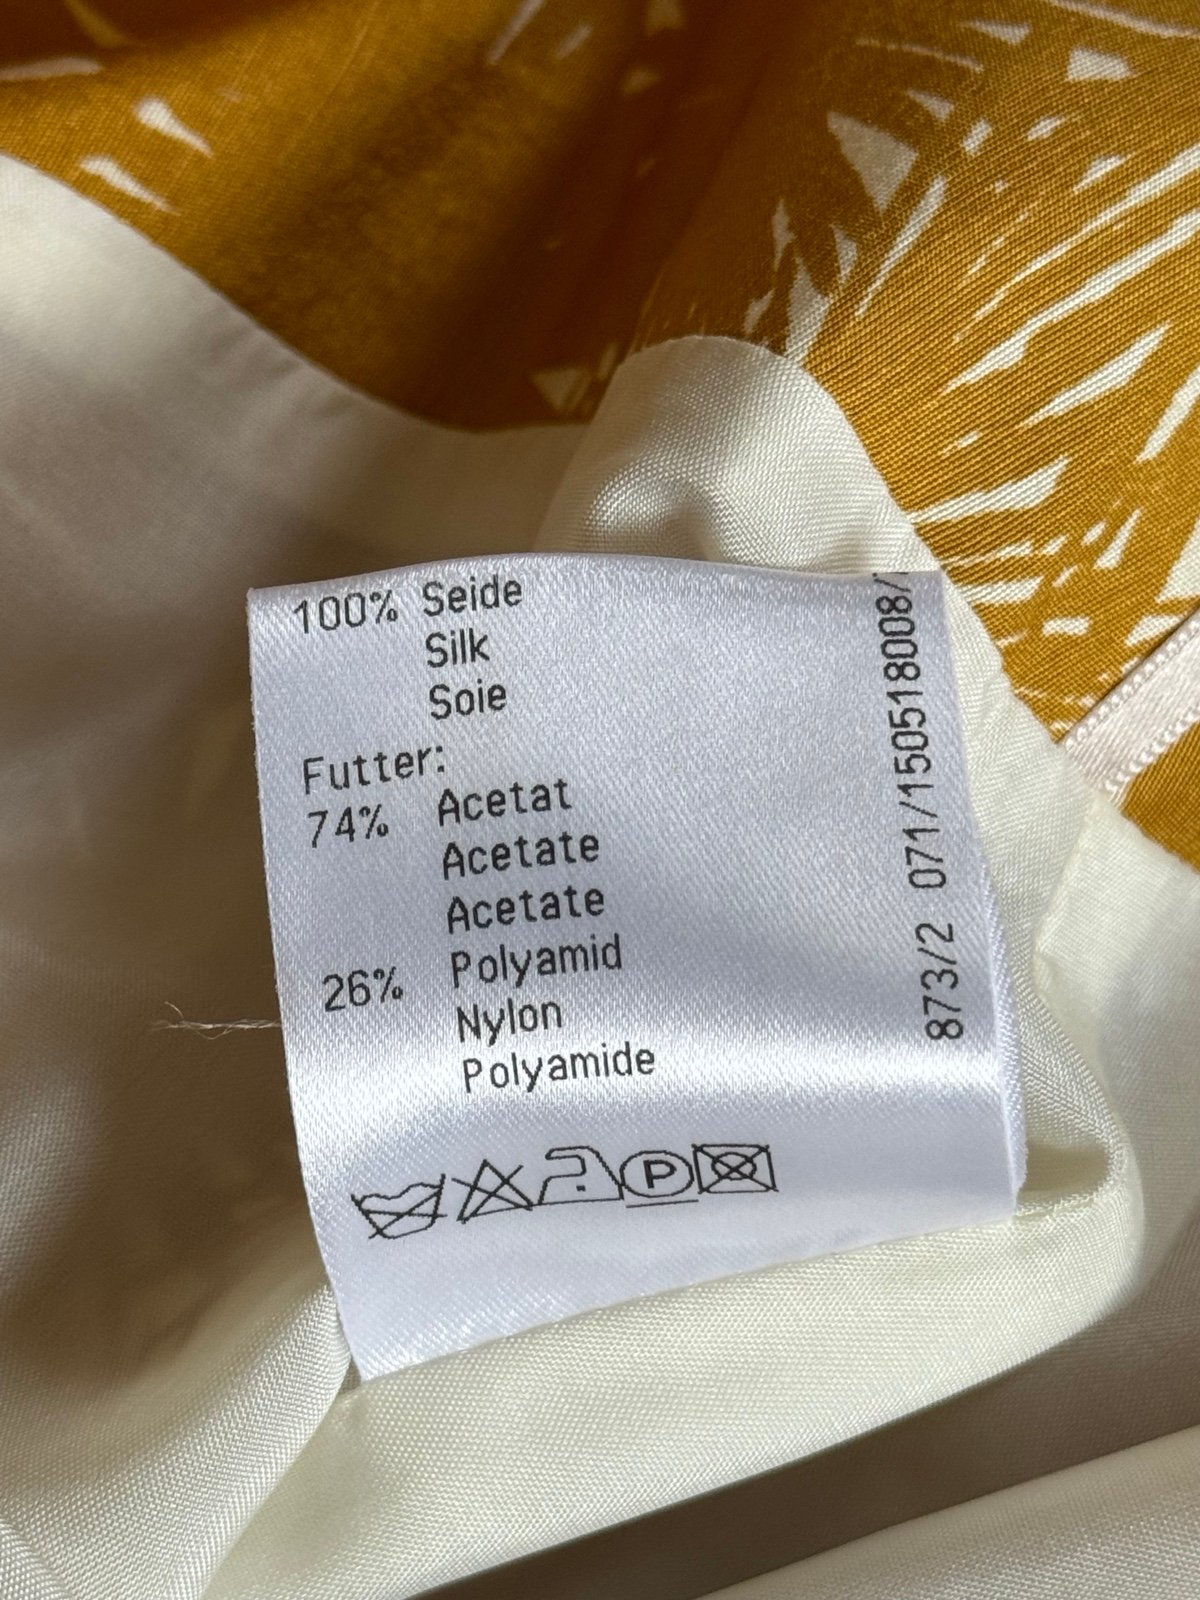 100% Seide
Silk
Soie
Futter:
74% Acetat
Acetate
Acetate
26% Polyamid
Nylon
Polyamide
P
873/2 071/150518008/